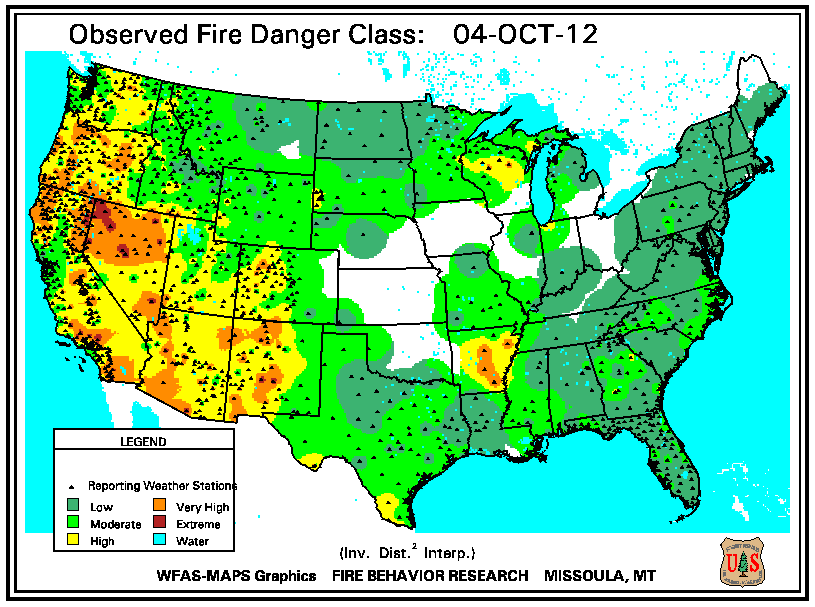 Observed Fire Danger Class: 04-OCT-12
LEGEND
Reporting Weather Stations
Low Very High
Moderate Extreme
High Water
(Inv. Dist.² Interp.)
WFAS-MAPS Graphics FIRE BEHAVIOR RESEARCH MISSOULA, MT
U S